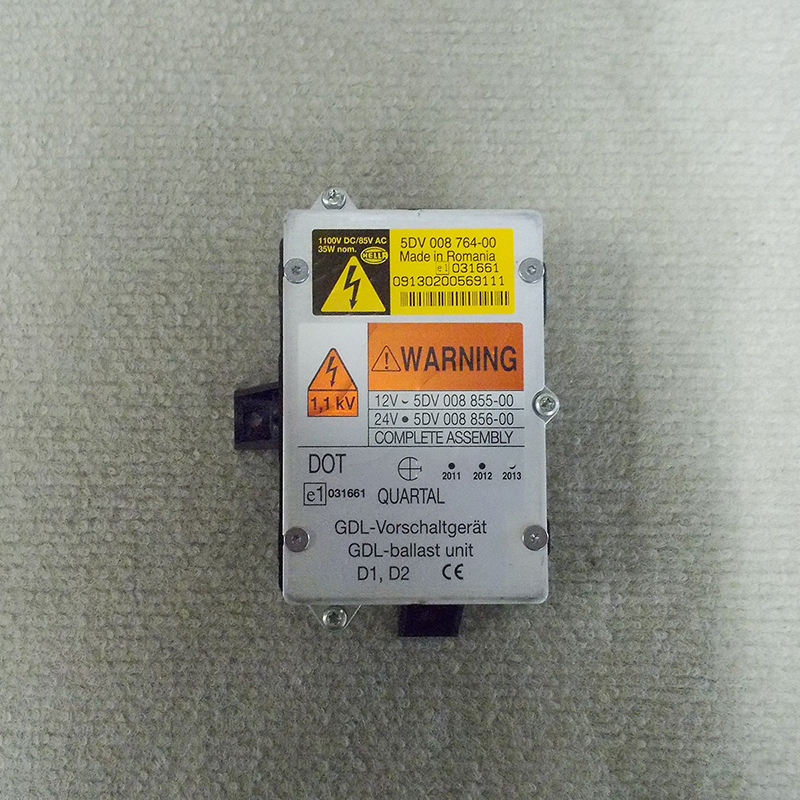 1100V DC/85V AC
35W nom.
HELLA
5DV 008 764-00
Made in Romania
e1 031661
09130200569111
WARNING
1,1 kV
12V 5DV 008 855-00
24V 5DV 008 856-00
COMPLETE ASSEMBLY
DOT
2011 2012 2013
e1 031661 QUARTAL
GDL-Vorschaltgerät
GDL-ballast unit
D1, D2 CE